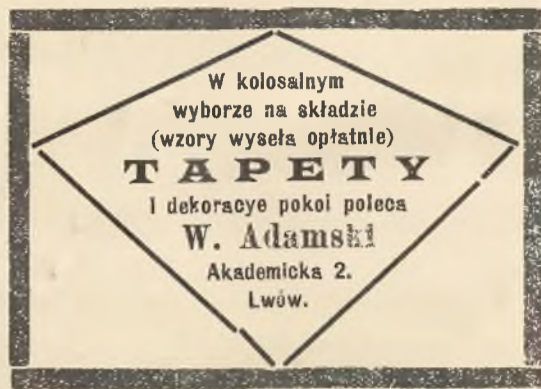 W kolosalnym
wyborze na składzie
(wzory wyseła opłatnie)
TAPETY
i dekoracye pokoi poleca
W. Adamski
Akademicka 2.
Lwów.